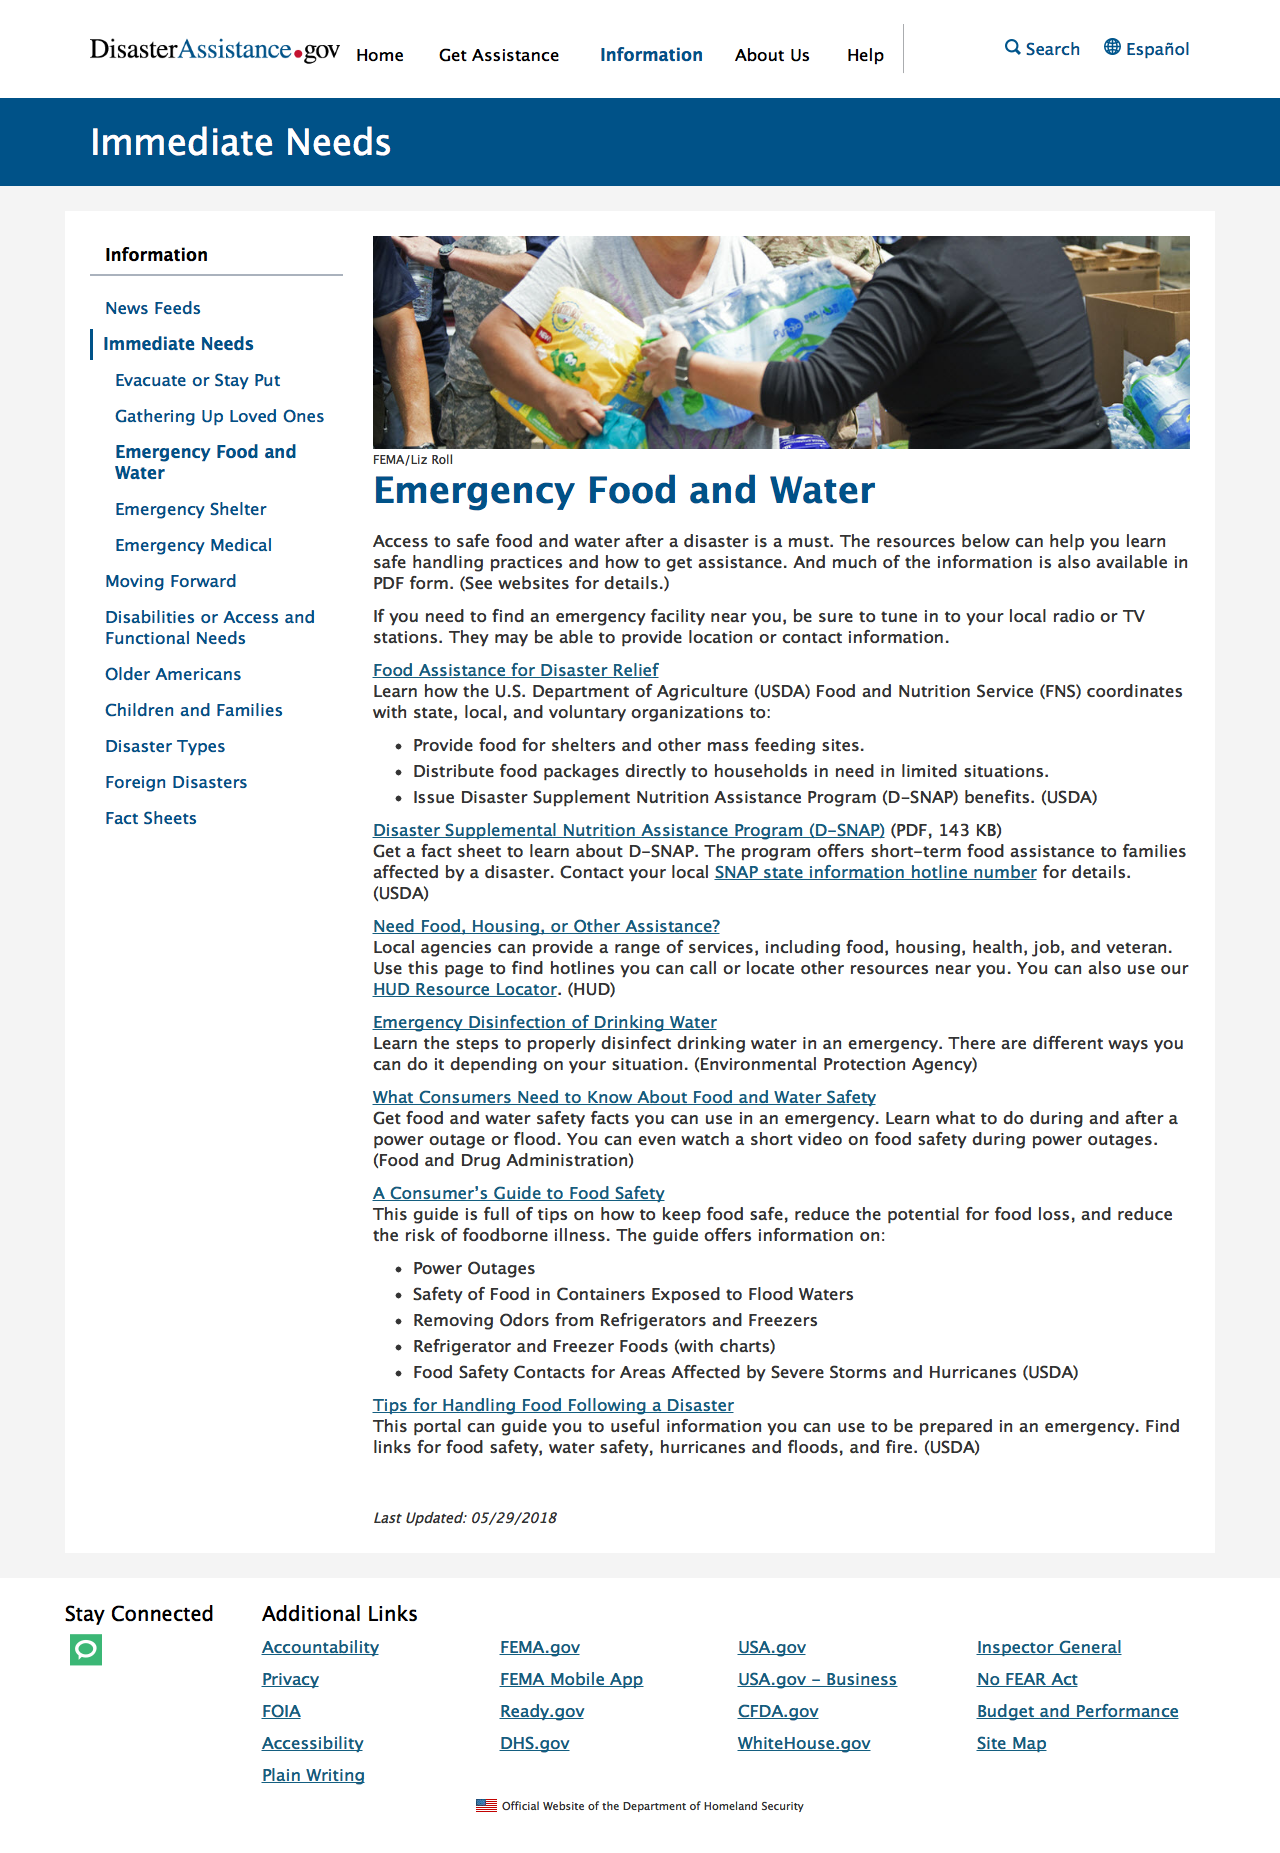 DisasterAssistance.gov
Home
Get Assistance
Information
About Us
Help
Search
Español
Immediate Needs
Information
News Feeds
Immediate Needs
Evacuate or Stay Put
Gathering Up Loved Ones
Emergency Food and
Water
Emergency Shelter
Emergency Medical
Moving Forward
Disabilities or Access and
Functional Needs
Older Americans
Children and Families
Disaster Types
Foreign Disasters
Fact Sheets
FEMA/Liz Roll
Emergency Food and Water
Access to safe food and water after a disaster is a must. The resources below can help you learn
safe handling practices and how to get assistance. And much of the information is also available in
PDF form. (See websites for details.)
If you need to find an emergency facility near you, be sure to tune in to your local radio or TV
stations. They may be able to provide location or contact information.
Food Assistance for Disaster Relief
Learn how the U.S. Department of Agriculture (USDA) Food and Nutrition Service (FNS) coordinates
with state, local, and voluntary organizations to:
• Provide food for shelters and other mass feeding sites.
• Distribute food packages directly to households in need in limited situations.
• Issue Disaster Supplement Nutrition Assistance Program (D-SNAP) benefits. (USDA)
Disaster Supplemental Nutrition Assistance Program (D-SNAP) (PDF, 143 KB)
Get a fact sheet to learn about D-SNAP. The program offers short-term food assistance to families
affected by a disaster. Contact your local SNAP state information hotline number for details.
(USDA)
Need Food, Housing, or Other Assistance?
Local agencies can provide a range of services, including food, housing, health, job, and veteran.
Use this page to find hotlines you can call or locate other resources near you. You can also use our
HUD Resource Locator. (HUD)
Emergency Disinfection of Drinking Water
Learn the steps to properly disinfect drinking water in an emergency. There are different ways you
can do it depending on your situation. (Environmental Protection Agency)
What Consumers Need to Know About Food and Water Safety
Get food and water safety facts you can use in an emergency. Learn what to do during and after a
power outage or flood. You can even watch a short video on food safety during power outages.
(Food and Drug Administration)
A Consumer's Guide to Food Safety
This guide is full of tips on how to keep food safe, reduce the potential for food loss, and reduce
the risk of foodborne illness. The guide offers information on:
• Power Outages
• Safety of Food in Containers Exposed to Flood Waters
• Removing Odors from Refrigerators and Freezers
• Refrigerator and Freezer Foods (with charts)
• Food Safety Contacts for Areas Affected by Severe Storms and Hurricanes (USDA)
Tips for Handling Food Following a Disaster
This portal can guide you to useful information you can use to be prepared in an emergency. Find
links for food safety, water safety, hurricanes and floods, and fire. (USDA)
Last Updated: 05/29/2018
Stay Connected
Additional Links
Accountability
Privacy
FOIA
Accessibility
Plain Writing
FEMA.gov
FEMA Mobile App
Ready.gov
DHS.gov
USA.gov
USA.gov - Business
CFDA.gov
WhiteHouse.gov
Inspector General
No FEAR Act
Budget and Performance
Site Map
Official Website of the Department of Homeland Security